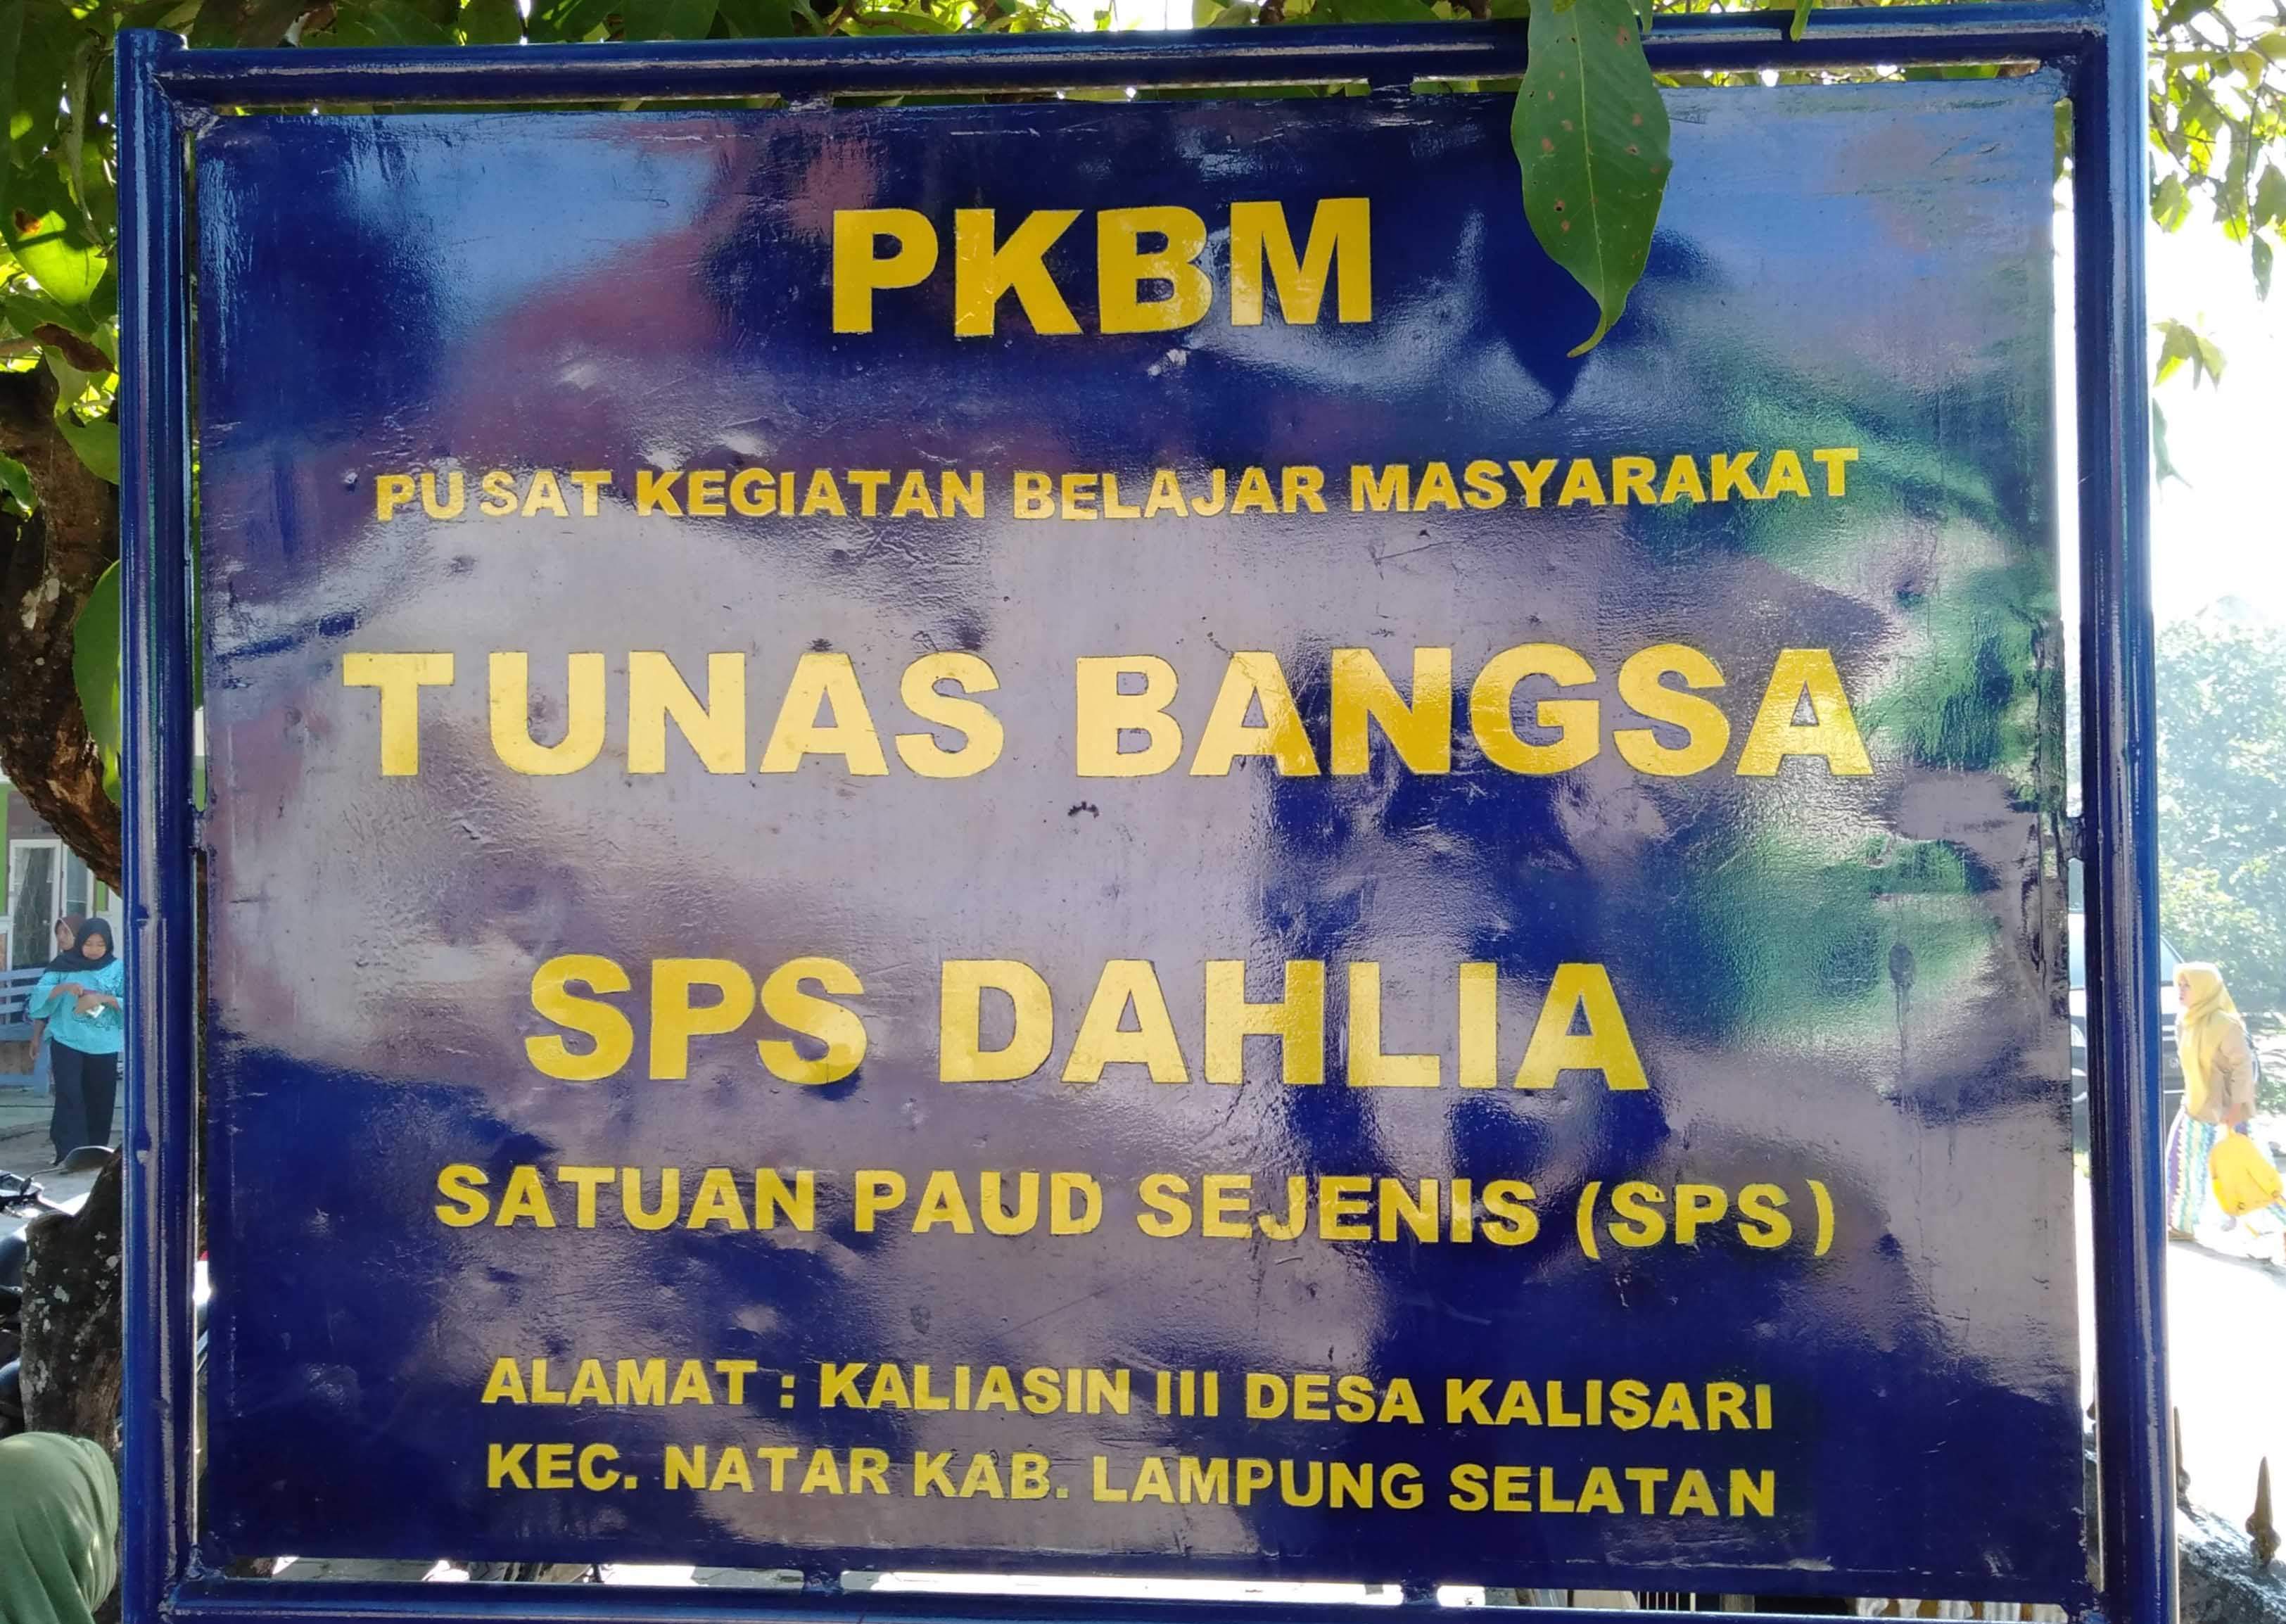 PKBM
PUSAT KEGIATAN BELAJAR MASYARAKAT
TUNAS BANGSA
SPS DAHLIA
SATUAN PAUD SEJENIS (SPS)
ALAMAT : KALIASIN III DESA KALISARI
KEC. NATAR KAB. LAMPUNG SELATAN